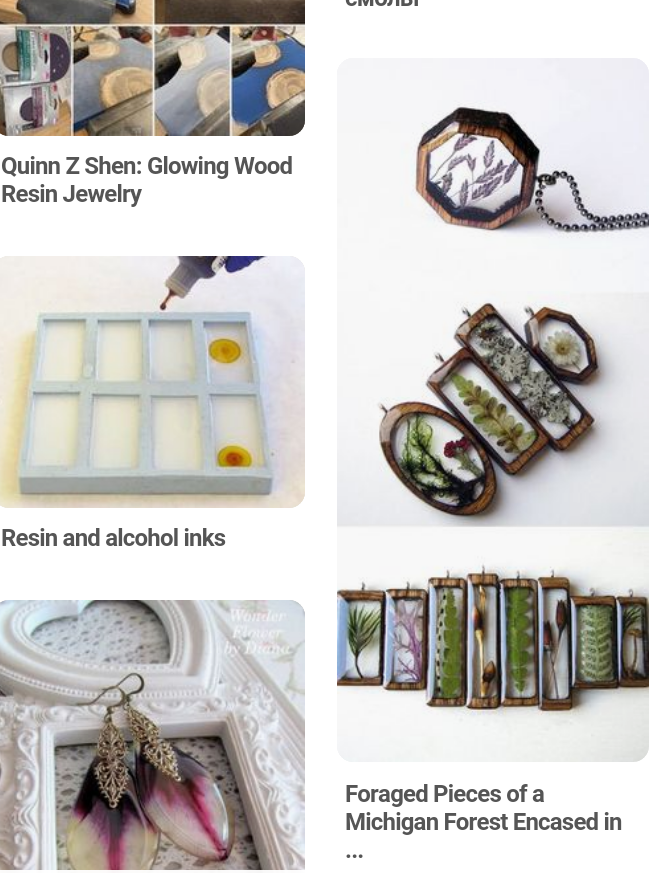 Quinn Z Shen: Glowing Wood
Resin Jewelry
Resin and alcohol inks
Wonder
Flower
by Diana
смолы
Foraged Pieces of a
Michigan Forest Encased in
...